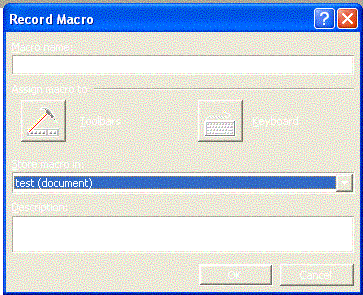 Record Macro
Macro name:
Assign macro to
Toolbars
Keyboard
Store macro in:
test (document)
Description:
OK
Cancel